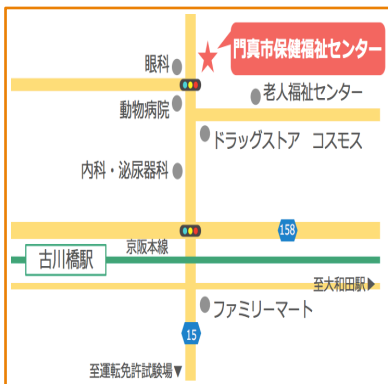 門真市保健福祉センター
眼科
老人福祉センター
動物病院
ドラッグストア　コスモス
内科・泌尿器科
158
京阪本線
古川橋駅
至大和田駅▶
ファミリーマート
15
至運転免許試験場▼